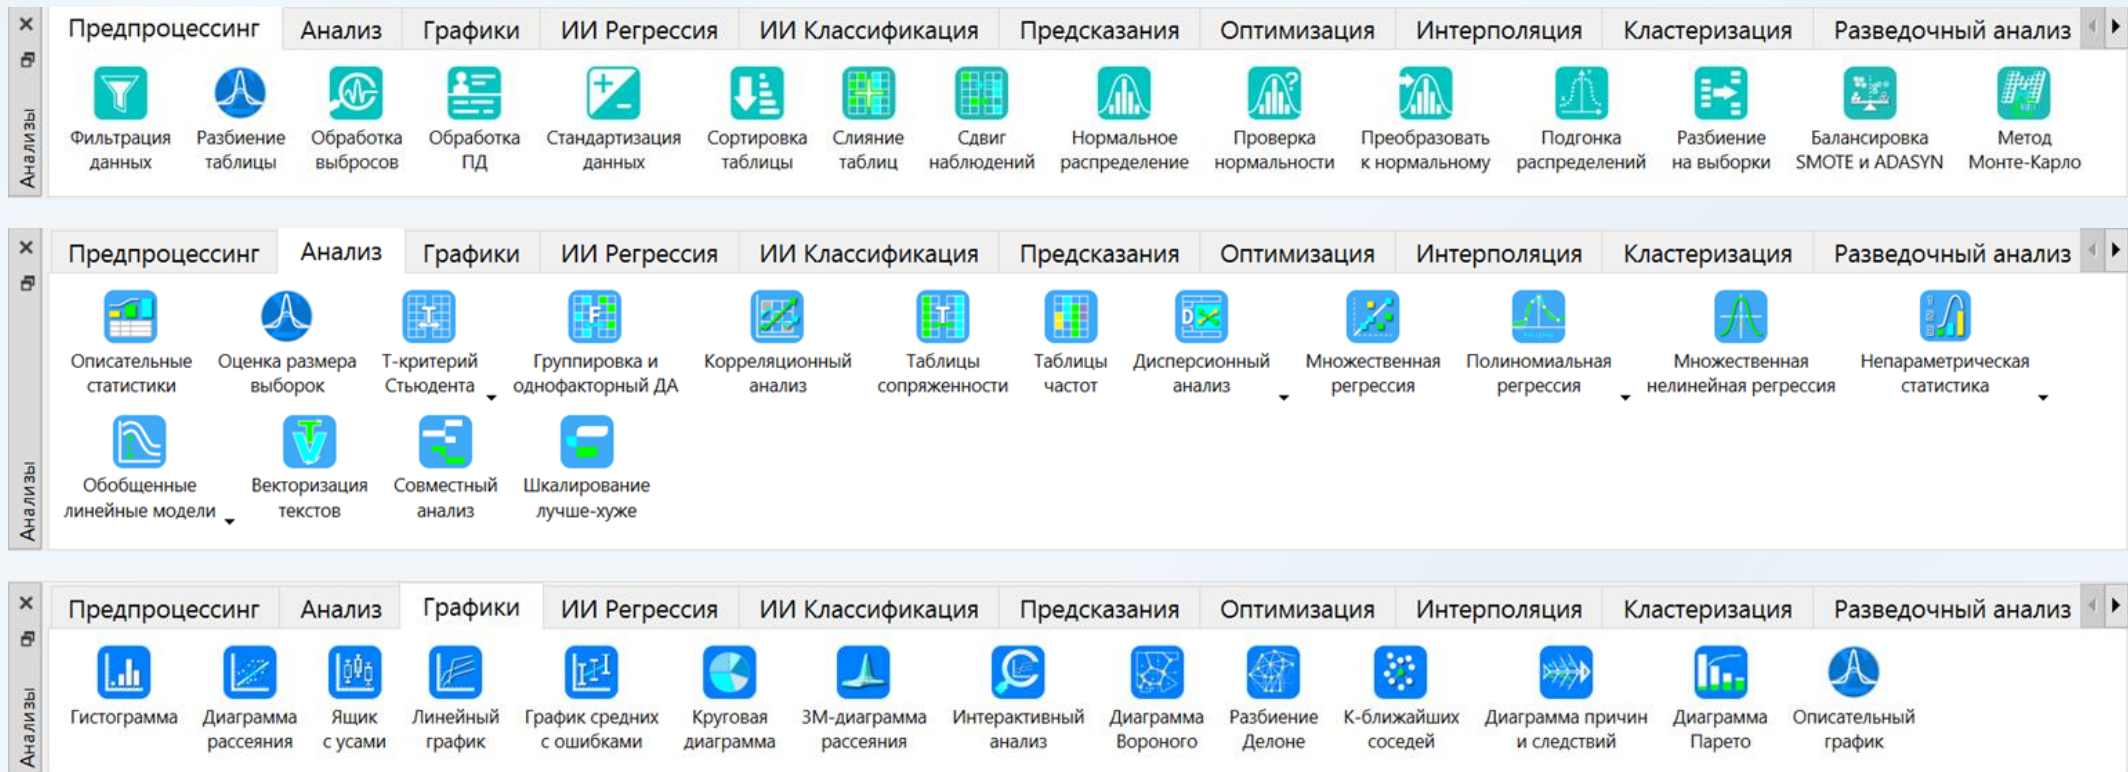 Предпроцессинг Анализ Графики ИИ Регрессия ИИ Классификация Предсказания Оптимизация Интерполяция Кластеризация Разведочный анализ
Анализы
Фильтрация Разбиение Обработка Обработка Стандартизация Сортировка Слияние Сдвиг Нормальное Проверка Преобразовать Подгонка Разбиение Балансировка Метод
данных таблицы выбросов ПД данных таблицы таблиц наблюдений распределение нормальности к нормальному распределений на выборки SMOTE и ADASYN Монте-Карло
Предпроцессинг Анализ Графики ИИ Регрессия ИИ Классификация Предсказания Оптимизация Интерполяция Кластеризация Разведочный анализ
Описательные Оценка размера Т-критерий Группировка и Корреляционный Таблицы Таблицы Дисперсионный Множественная Полиномиальная Множественная Непараметрическая
статистики выборок Стьюдента однофакторный ДА анализ сопряженности частот анализ регрессия регрессия нелинейная регрессия статистика
Анализы
Обобщенные Векторизация Совместный Шкалирование
линейные модели текстов анализ лучше-хуже
Предпроцессинг Анализ Графики ИИ Регрессия ИИ Классификация Предсказания Оптимизация Интерполяция Кластеризация Разведочный анализ
Анализы
Гистограмма Диаграмма Ящик Линейный График средних Круговая 3М-диаграмма Интерактивный Диаграмма Разбиение К-ближайших Диаграмма причин Диаграмма Описательный
рассеяния с усами график с ошибками диаграмма рассеяния анализ Вороного Делоне соседей и следствий Парето график